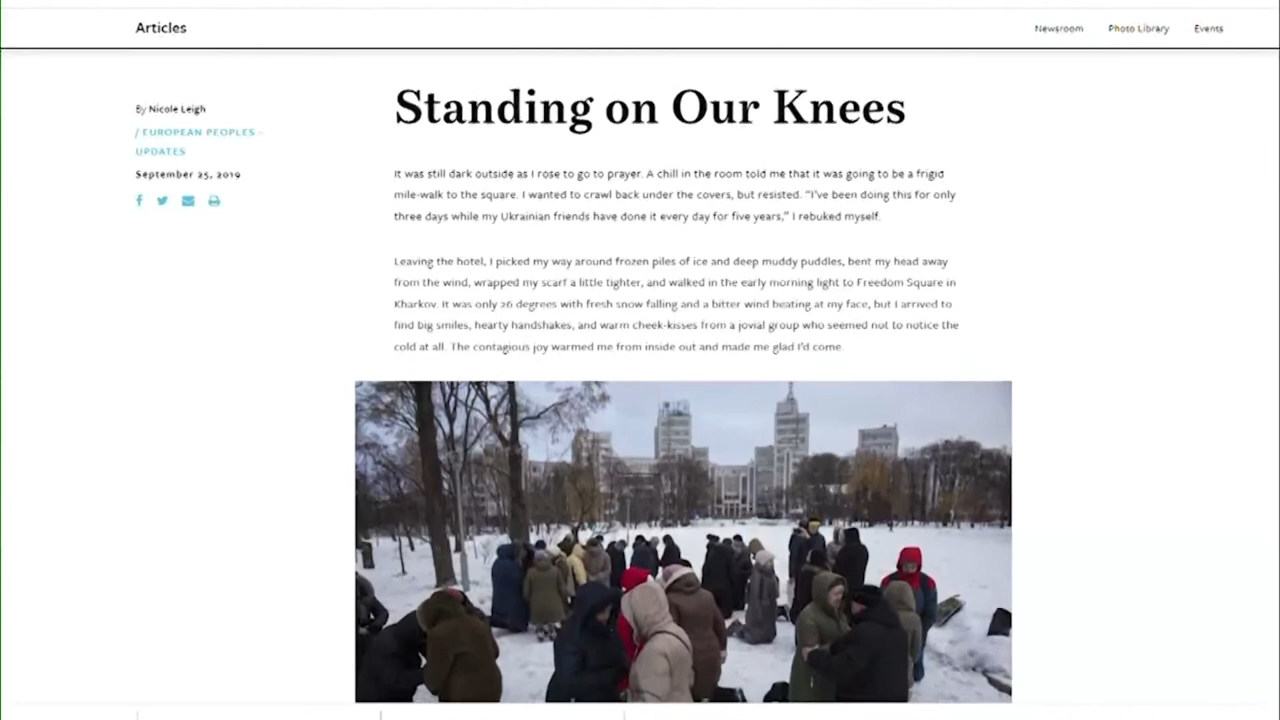 Articles
Newsroom Photo Library Events
Standing on Our Knees
By Nicole Leigh
/ EUROPEAN PEOPLES -
UPDATES
September 25, 2019
It was still dark outside as I rose to go to prayer. A chill in the room told me that it was going to be a frigid
mile-walk to the square. I wanted to crawl back under the covers, but resisted. “I’ve been doing this for only
three days while my Ukrainian friends have done it every day for five years,” I rebuked myself.
Leaving the hotel, I picked my way around frozen piles of ice and deep muddy puddles, bent my head away
from the wind, wrapped my scarf a little tighter, and walked in the early morning light to Freedom Square in
Kharkov. It was only 26 degrees with fresh snow falling and a bitter wind beating at my face, but I arrived to
find big smiles, hearty handshakes, and warm cheek-kisses from a jovial group who seemed not to notice the
cold at all. The contagious joy warmed me from inside out and made me glad I’d come.